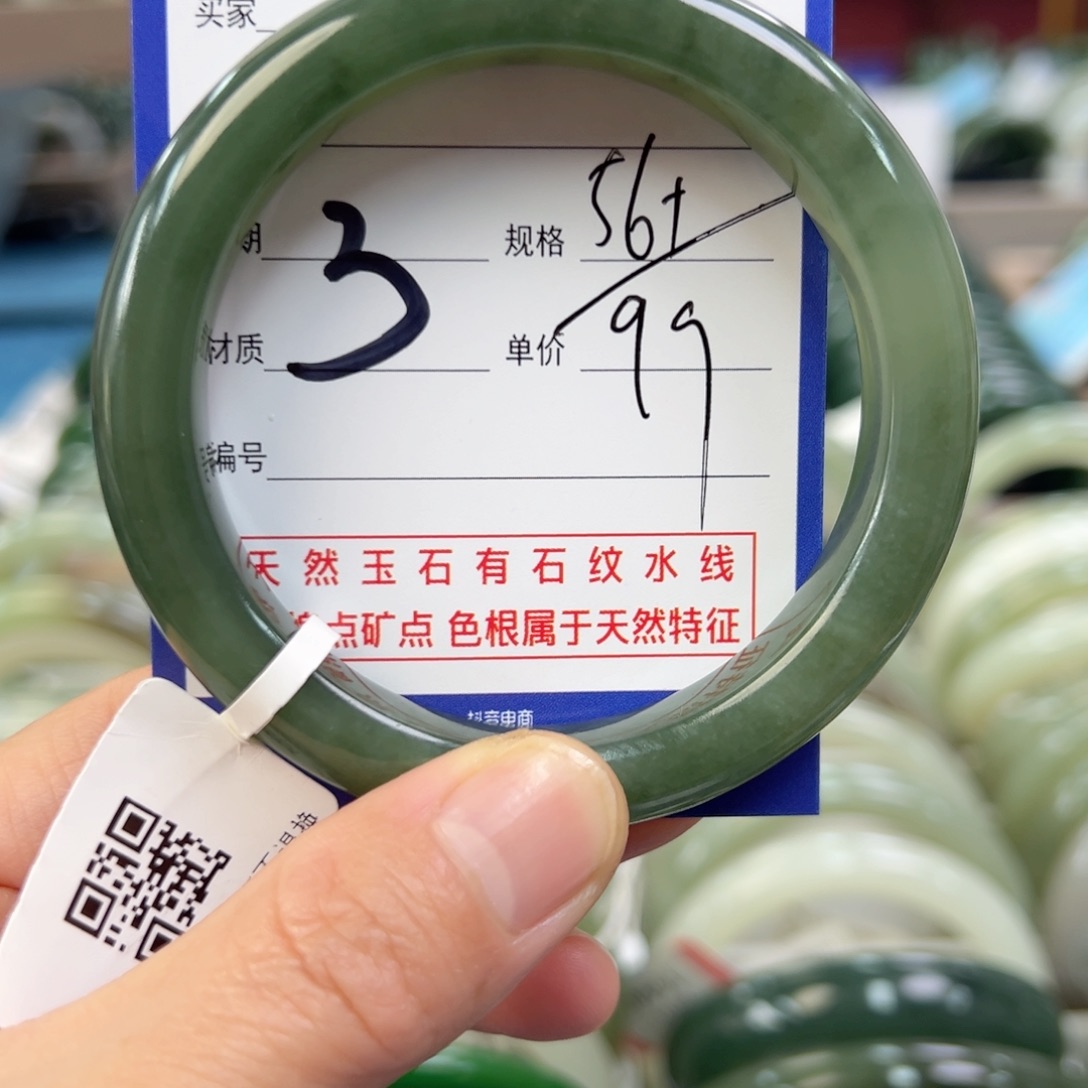 买家
期 3 规格 56+
材质 单价 99
编号
天然玉石有石纹水线
点矿点 色根属于天然特征
抖音电商